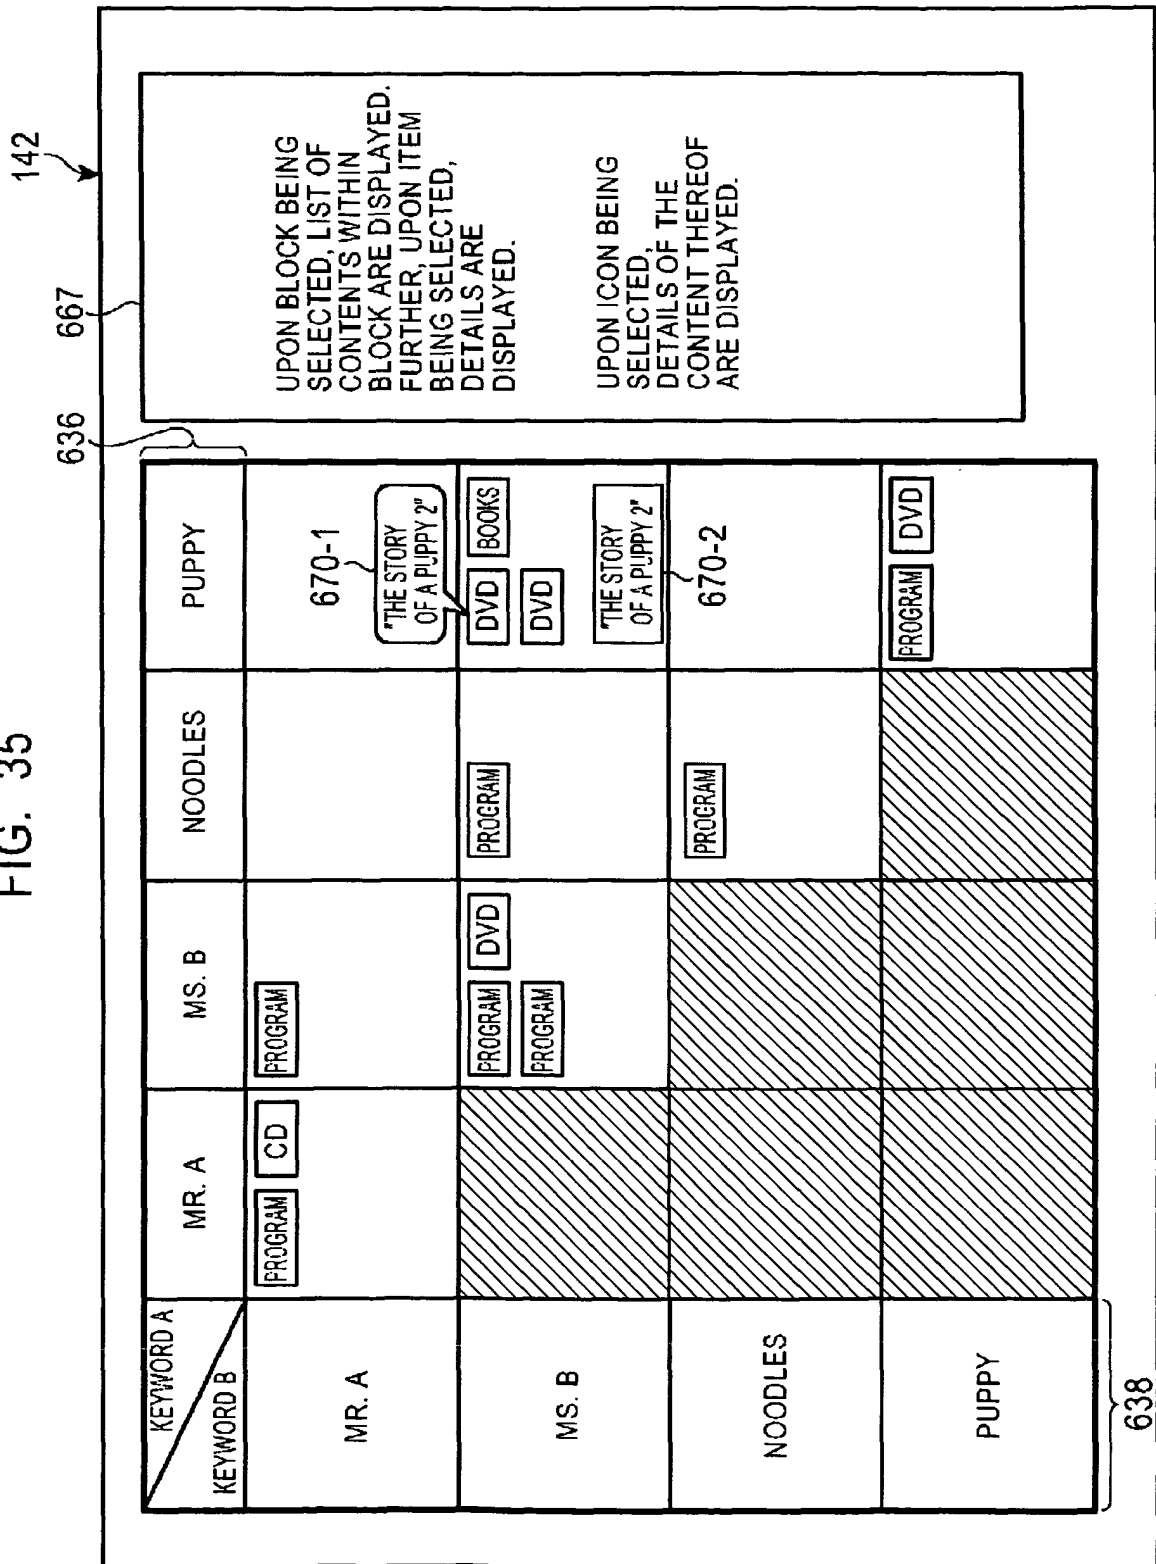 FIG. 35
142
636
667
KEYWORD A
KEYWORD B
MR. A
MS. B
NOODLES
PUPPY
MR. A
PROGRAM
CD
PROGRAM
670-1
"THE STORY
OF A PUPPY 2"
MS. B
PROGRAM
DVD
PROGRAM
PROGRAM
DVD
BOOKS
DVD
"THE STORY
OF A PUPPY 2"
NOODLES
PROGRAM
670-2
PUPPY
PROGRAM
DVD
638
UPON BLOCK BEING
SELECTED, LIST OF
CONTENTS WITHIN
BLOCK ARE DISPLAYED.
FURTHER, UPON ITEM
BEING SELECTED,
DETAILS ARE
DISPLAYED.
UPON ICON BEING
SELECTED,
DETAILS OF THE
CONTENT THEREOF
ARE DISPLAYED.